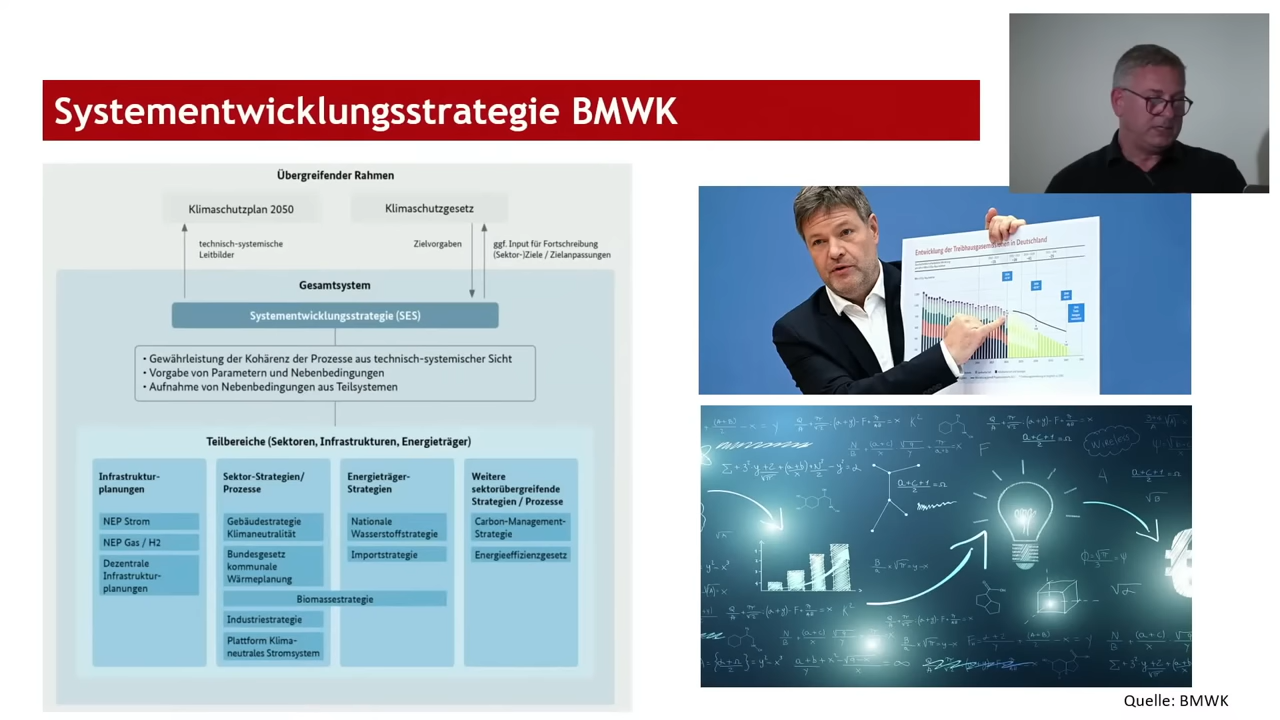 Systementwicklungsstrategie BMWK
Übergreifender Rahmen
Klimaschutzplan 2050
Klimaschutzgesetz
technisch-systemische
Leitbilder
Zielvorgaben
ggf. Input für Fortschreibung
(Sektor-)Ziele / Zielanpassungen
Gesamtsystem
Systementwicklungsstrategie (SES)
• Gewährleistung der Kohärenz der Prozesse aus technisch-systemischer Sicht
• Vorgabe von Parametern und Nebenbedingungen
• Aufnahme von Nebenbedingungen aus Teilsystemen
Teilbereiche (Sektoren, Infrastrukturen, Energieträger)
Infrastruktur-
planungen
NEP Strom
NEP Gas / H2
Dezentrale
Infrastruktur-
planungen
Sektor-Strategien/
Prozesse
Gebäudestrategie
Klimaneutralität
Bundesgesetz
kommunale
Wärmeplanung
Biomassestrategie
Industriestrategie
Plattform Klima-
neutrales Stromsystem
Energieträger-
Strategien
Nationale
Wasserstoffstrategie
Importstrategie
Weitere
sektorübergreifende
Strategien / Prozesse
Carbon-Management-
Strategie
Energieeffizienzgesetz
Entwicklung der Treibhausgasemissionen in Deutschland
Wireless
Quelle: BMWK